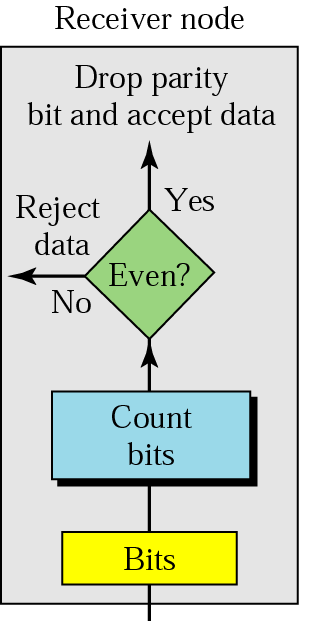 Receiver node
Drop parity
bit and accept data
Yes
Reject
data
Even?
No
Count
bits
Bits